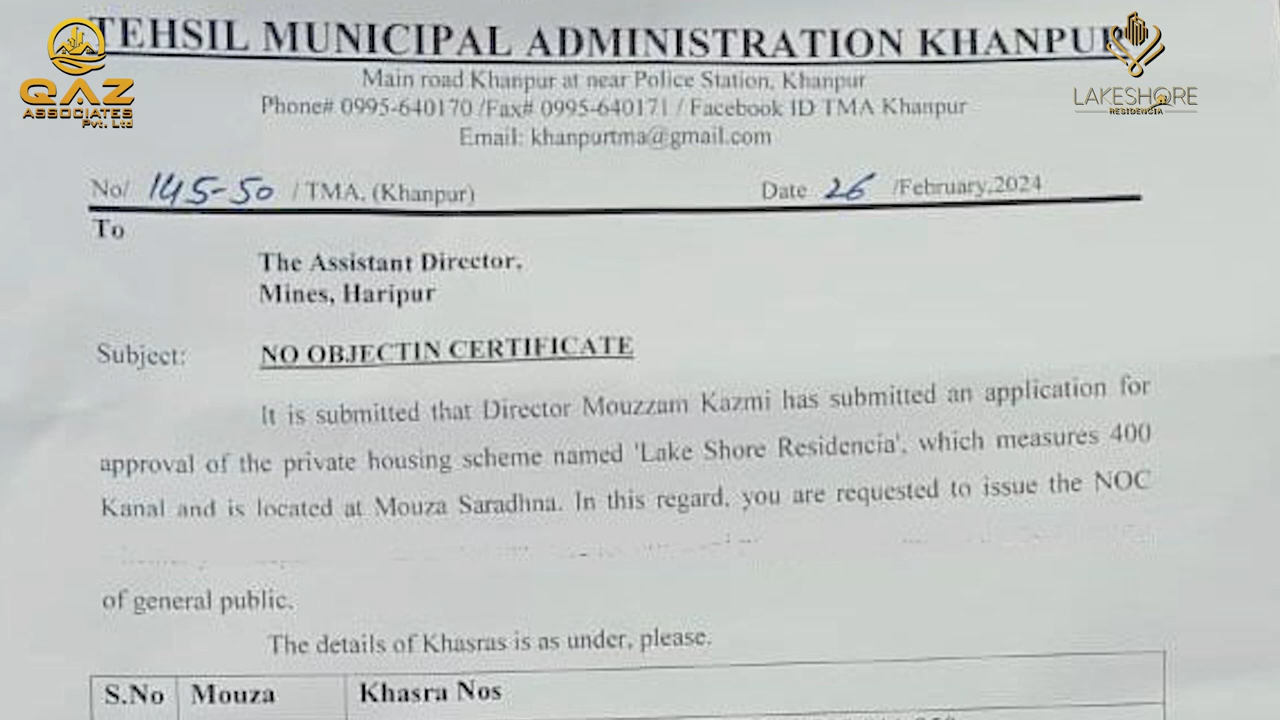 TEHSIL MUNICIPAL ADMINISTRATION KHANPUR
QAZ
ASSOCIATES
Pvt. Ltd
LAKESHORE
RESIDENCIA
Main road Khanpur at near Police Station, Khanpur
Phone# 0995-640170 /Fax# 0995-640171 / Facebook ID TMA Khanpur
Email: khanpurtma@gmail.com
No/ 145-50 / TMA, (Khanpur) Date 26 /February,2024
To
The Assistant Director,
Mines, Haripur
Subject: NO OBJECTIN CERTIFICATE
It is submitted that Director Mouzzam Kazmi has submitted an application for
approval of the private housing scheme named 'Lake Shore Residencia', which measures 400
Kanal and is located at Mouza Saradhna. In this regard, you are requested to issue the NOC
of general public.
The details of Khasras is as under, please.
S.No Mouza Khasra Nos